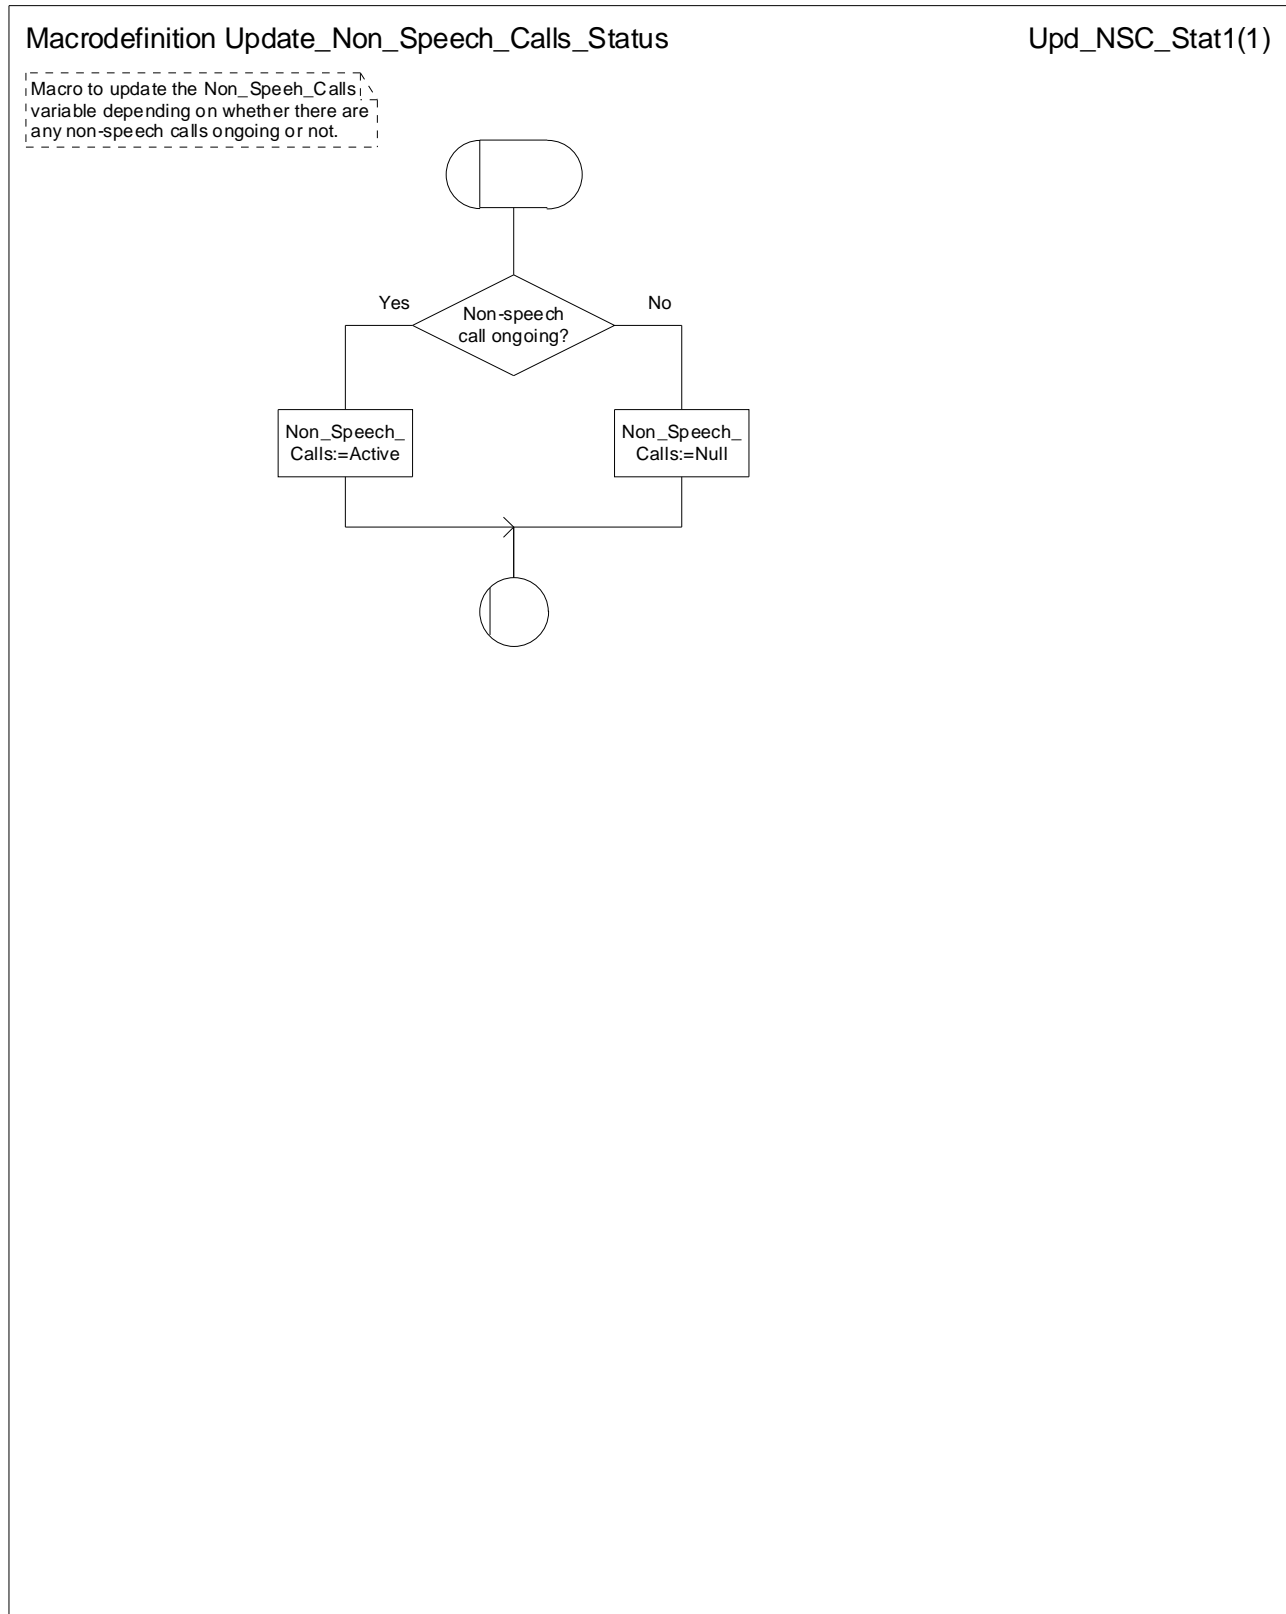 Macrodefinition Update_Non_Speech_Calls_Status
Upd_NSC_Stat1(1)
Macro to update the Non_Speeh_Calls
variable depending on whether there are
any non-speech calls ongoing or not.
Yes
No
Non-speech
call ongoing?
Non_Speech_
Calls:=Active
Non_Speech_
Calls:=Null